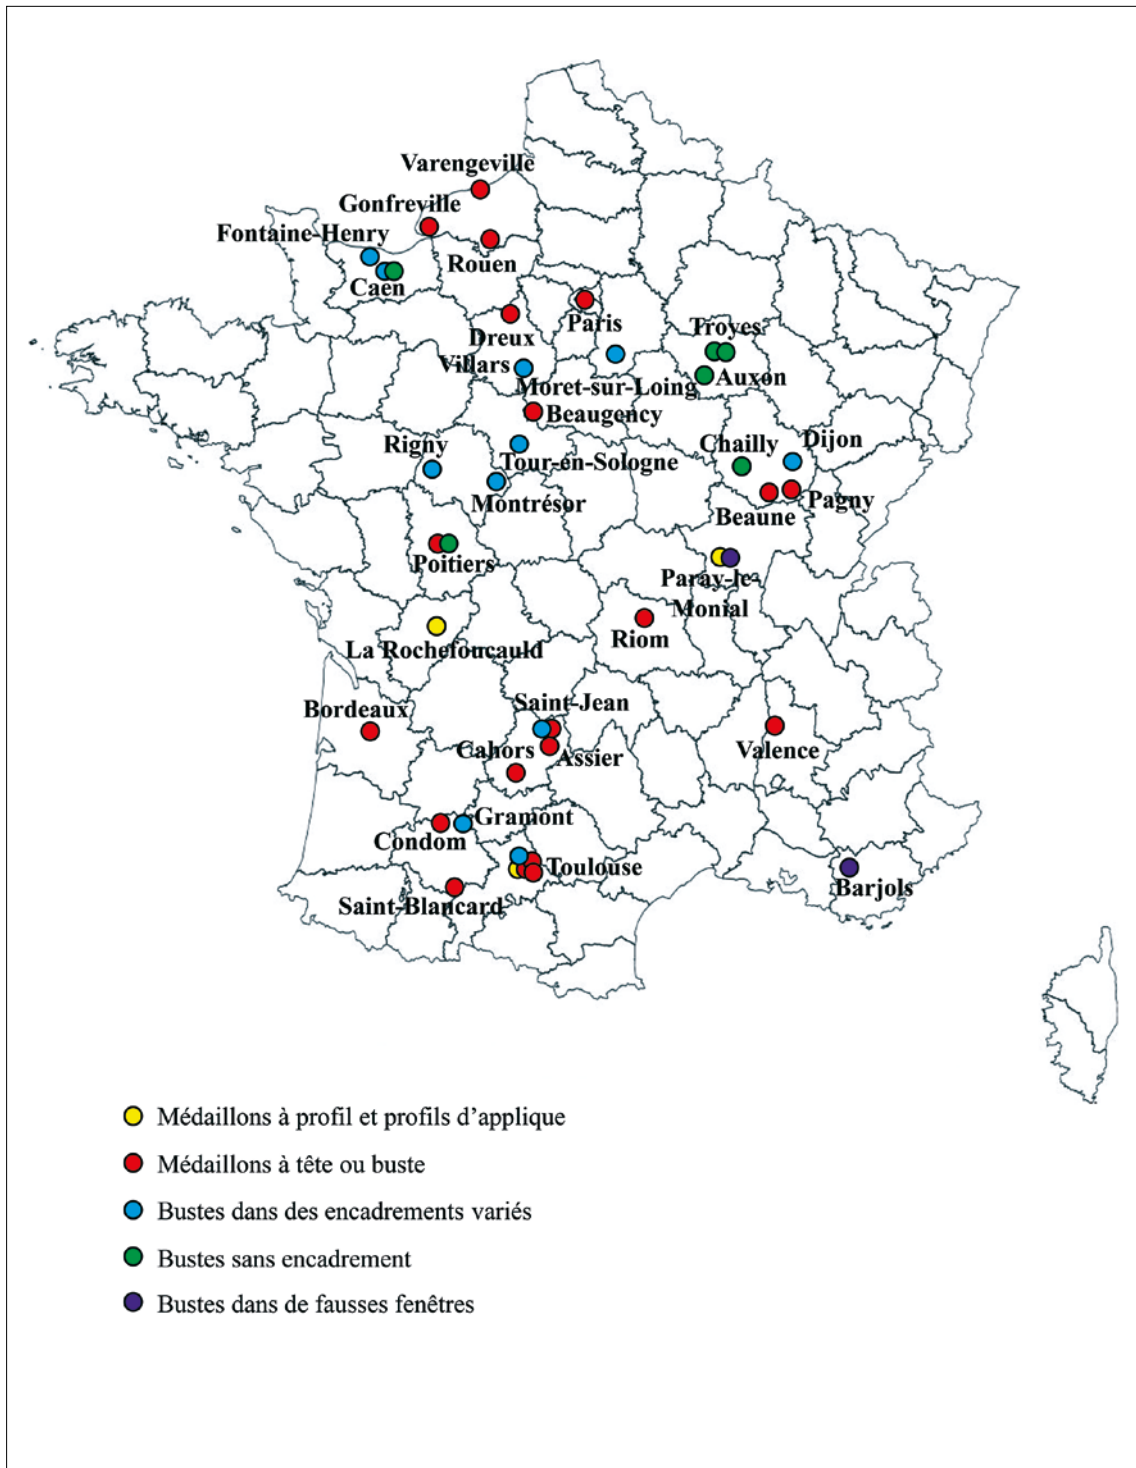 Varengeville
Gonfreville
Fontaine-Henry
Rouen
Caen
Paris
Troyes
Dreux
Villars
Auxon
Moret-sur-Loing
Beaugency
Rigny
Chailly
Dijon
Tour-en-Sologne
Montrésor
Pagny
Beaune
Poitiers
Paray-le-
Monial
Riom
La Rochefoucauld
Saint-Jean
Bordeaux
Cahors
Assier
Valence
Gramont
Condom
Toulouse
Barjols
Saint-Blancard
Médaillons à profil et profils d'applique
Médaillons à tête ou buste
Bustes dans des encadrements variés
Bustes sans encadrement
Bustes dans de fausses fenêtres